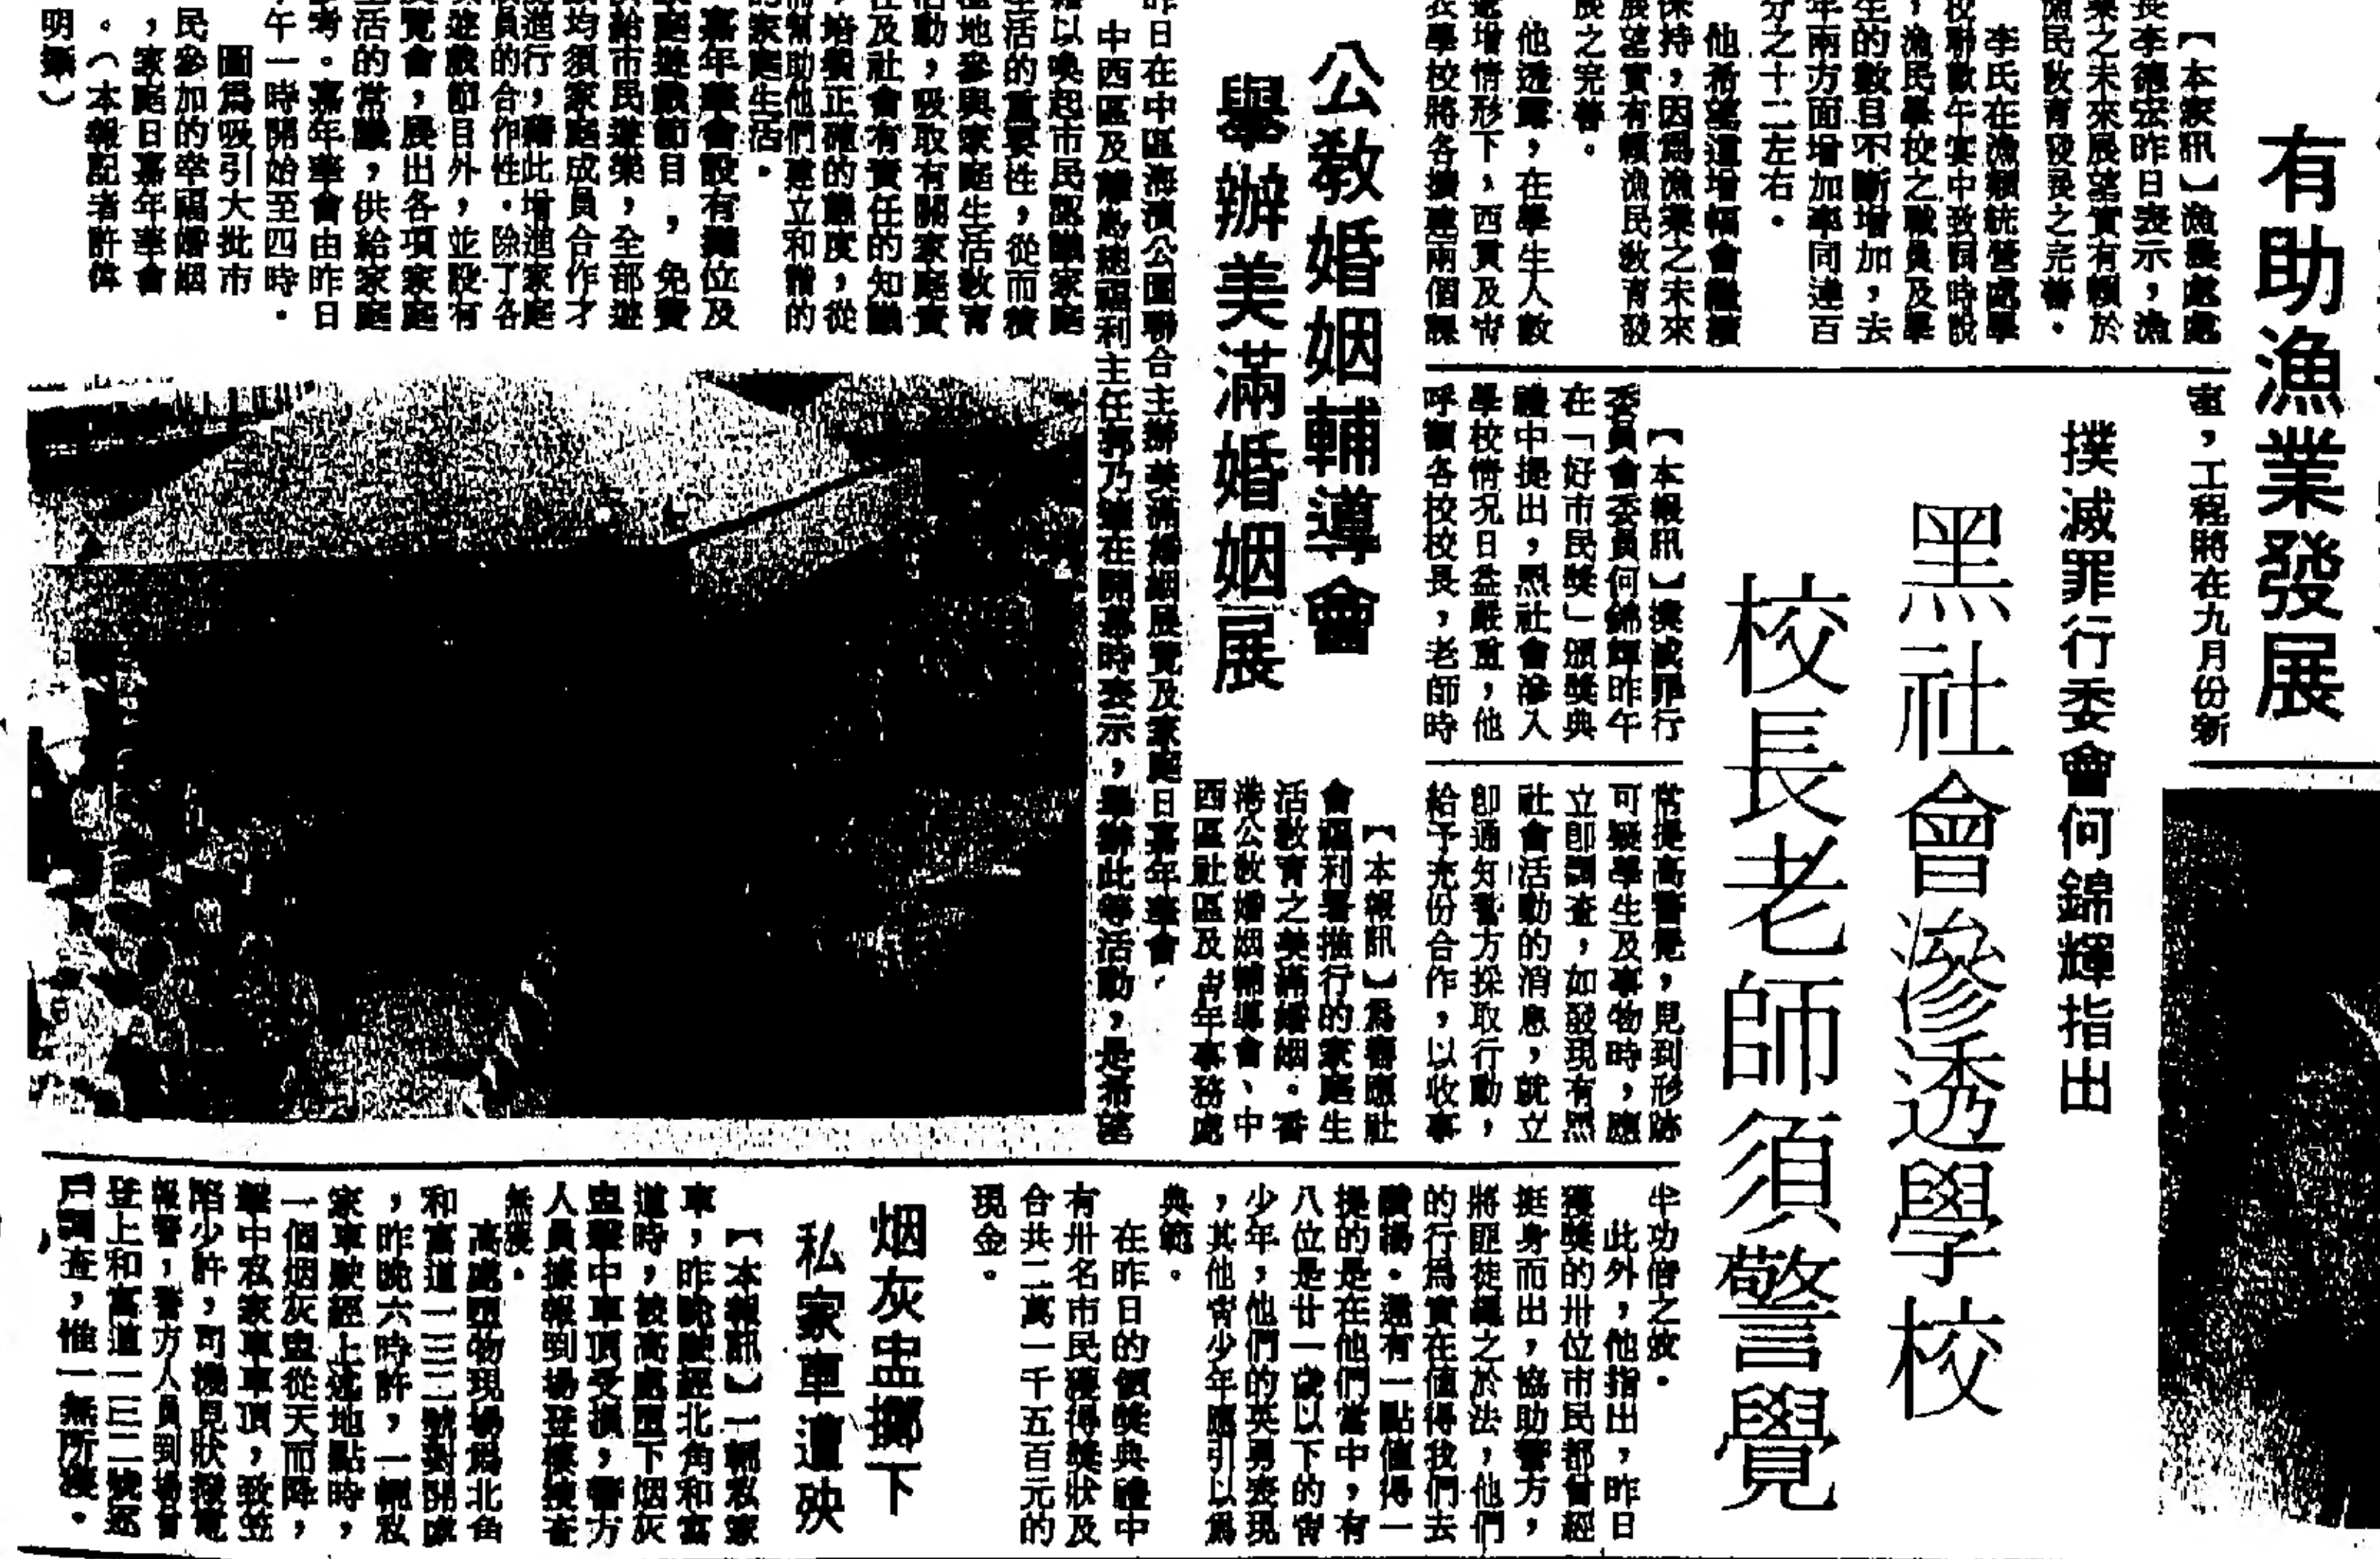 有助漁業發展
【本家訊】漁農處處
長李德宏昨日表示，漁
業之未來展望實有賴於
漁民教育發展之完善。
李氏在漁類統營處學
校聯歡午宴中致詞時說
，漁民學校之職員及學
生的數目不斷增加，去
年兩方面增加率同達百
分之十二左右。
他希望這增幅會繼續
保持，因為漁業之未來
展望實有賴漁民教育發
展之完善。
他透露，在學生人數
遞增情形下，西貢及青
衣學校將各擴建兩個課
室，工程將在九月份新
撲滅罪行委會何錦輝指出
黑社會滲透學校
校長老師須警覺
【本報訊】撲滅罪行
委員會委員何錦輝昨午
在「好市民獎」頒獎典
禮中提出，黑社會滲入
學校情況日益嚴重，他
呼籲各校校長，老師時
常提高警覺，見到形跡
可疑學生及事物時，應
立即調查，如發現有黑
社會活動的消息，就立
即通知警方採取行動，
給予充份合作，以收事
半功倍之效。
此外，他指出，昨日
獲獎的卅位市民都曾經
挺身而出，協助警方，
將匪徒繩之於法，他們
的行為實在值得我們去
讚揚。還有一點值得一
提的是在他們當中，有
八位是廿一歲以下的青
少年，他們的英勇表現
，其他青少年應引以為
典範。
在昨日的頒獎典禮中
有卅名市民獲得獎狀及
合共二萬一千五百元的
現金。
公教婚姻輔導會
舉辦美滿婚姻展
【本報訊】為響應社
會福利署推行的家庭生
活教育之美滿婚姻。香
港公教婚姻輔導會、中
西區社區及青年事務處
昨日在中區海濱公園聯合主辦美滿婚姻展覽及家庭日嘉年華會。
中西區及離島總福利主任郭乃
在開幕時表示，舉辦此等活動，是希望
藉以喚起市民認識家庭
生活的重要性，從而積
極地參與家庭生活教育
活動，吸取有關家庭責
任及社會有責任的知識
，培養正確的態度，從
而幫助他們建立和諧的
的家庭生活。
嘉年華會設有攤位及
家庭遊戲節目，免費
供給市民遊樂，全部遊
戲均須家庭成員合作才
能進行，藉此增進家庭
成員的合作性。除了各
項遊戲節目外，並設有
展覽會，展出各項家庭
生活的常識，供給家庭
參考。嘉年華會由昨日
下午一時開始至四時。
圖為吸引大批市
民參加的幸福婚姻
，家庭日嘉年華會
。（本報記者許偉
明攝）
烟灰盅擲下
私家車遭殃
【本報訊】一輛私家
車，昨晚駛經北角和富
道時，被高處擲下烟灰
盅擊中車頂受損，警方
人員據報到場登樓搜查
無獲。
高處墮物現場為北角
和富道一三二號對開處
，昨晚六時許，一輛私
家車駛經上述地點時，
一個烟灰盅從天而降，
擊中私家車車頂，致笠
陷少許，司機見狀撥電
報警，警方人員到場曾
登上和富道一三二號逐
戶調查，惟一無所獲。